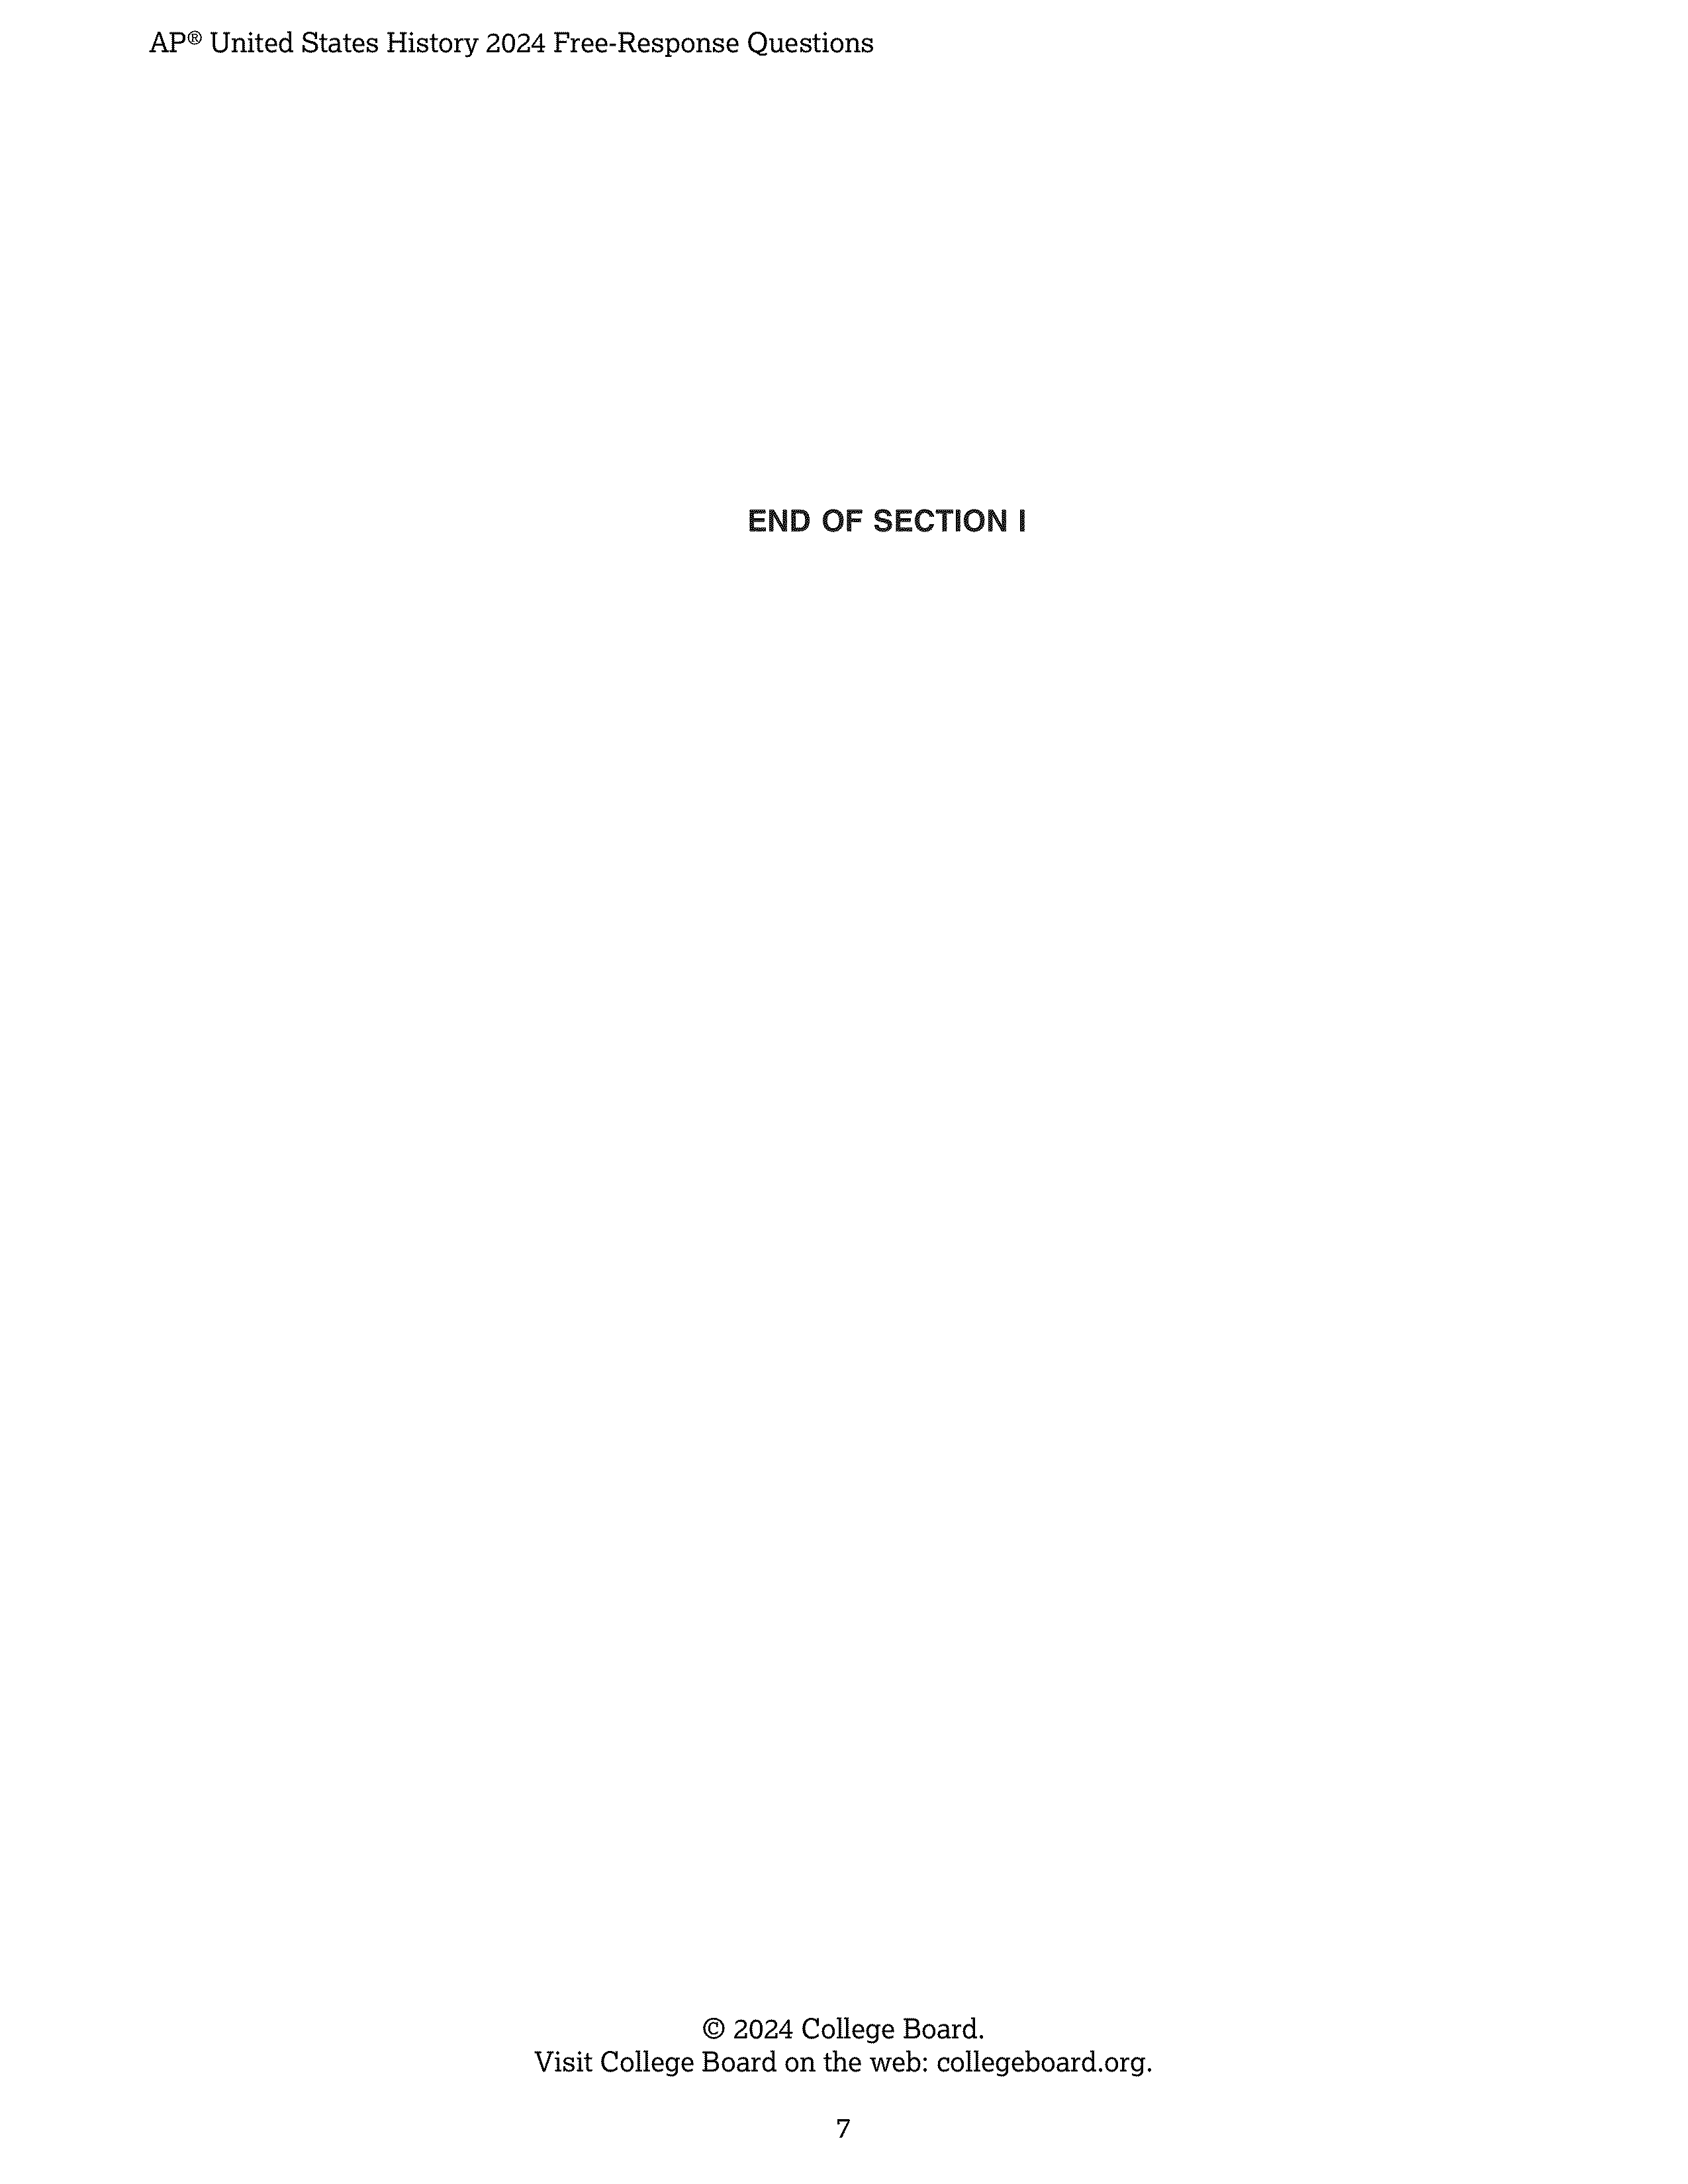 AP® United States History 2024 Free-Response Questions
END OF SECTION I
© 2024 College Board.
Visit College Board on the web: collegeboard.org.
7